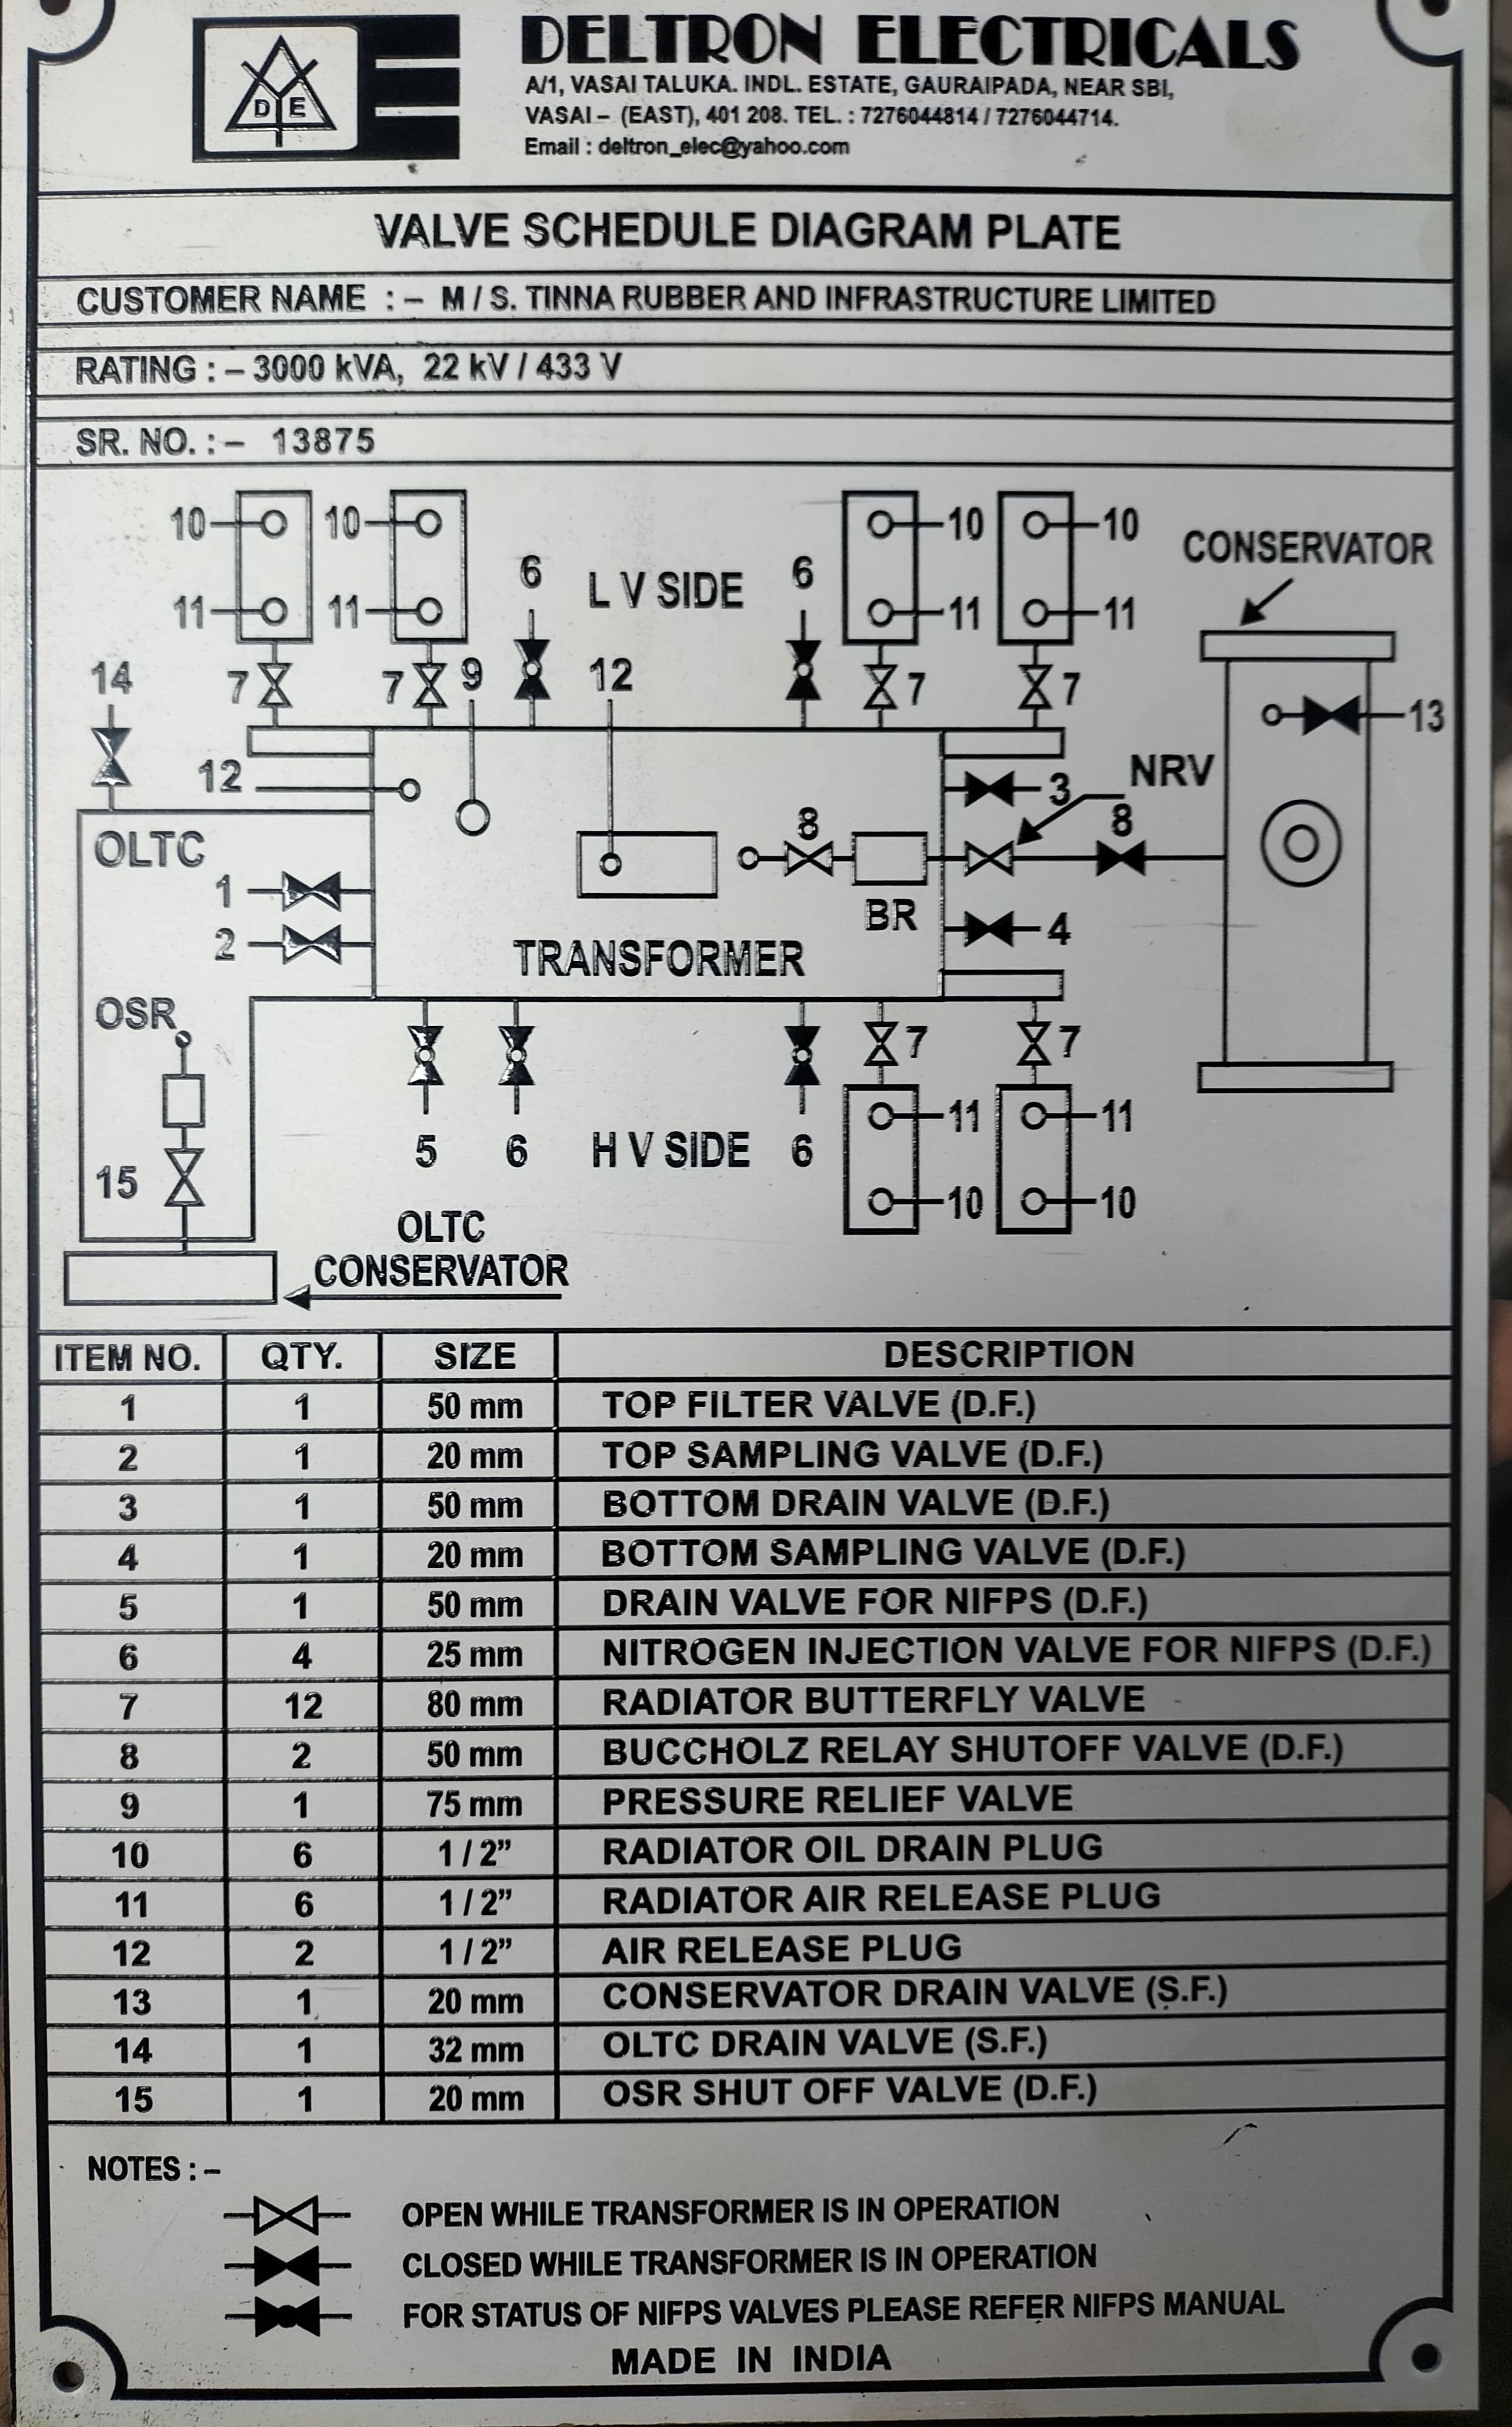 D E
DELTRON ELECTRICALS
A/1, VASAI TALUKA. INDL. ESTATE, GAURAIPADA, NEAR SBI,
VASAI – (EAST), 401 208. TEL. : 7276044814 / 7276044714.
Email : deltron_elec@yahoo.com
VALVE SCHEDULE DIAGRAM PLATE
CUSTOMER NAME : – M / S. TINNA RUBBER AND INFRASTRUCTURE LIMITED
RATING : – 3000 kVA, 22 kV / 433 V
SR. NO. : – 13875
10 10 10 10
CONSERVATOR
6 L V SIDE 6
11 11 11 11
14 7 7 9 12 7 7
13
12 3 NRV
OLTC 8 8
1
BR 4
2 TRANSFORMER
OSR
7 7
11 11
5 6 H V SIDE 6
15
10 10
OLTC
CONSERVATOR
ITEM NO. QTY. SIZE DESCRIPTION
1 1 50 mm TOP FILTER VALVE (D.F.)
2 1 20 mm TOP SAMPLING VALVE (D.F.)
3 1 50 mm BOTTOM DRAIN VALVE (D.F.)
4 1 20 mm BOTTOM SAMPLING VALVE (D.F.)
5 1 50 mm DRAIN VALVE FOR NIFPS (D.F.)
6 4 25 mm NITROGEN INJECTION VALVE FOR NIFPS (D.F.)
7 12 80 mm RADIATOR BUTTERFLY VALVE
8 2 50 mm BUCCHOLZ RELAY SHUTOFF VALVE (D.F.)
9 1 75 mm PRESSURE RELIEF VALVE
10 6 1 / 2” RADIATOR OIL DRAIN PLUG
11 6 1 / 2” RADIATOR AIR RELEASE PLUG
12 2 1 / 2” AIR RELEASE PLUG
13 1 20 mm CONSERVATOR DRAIN VALVE (S.F.)
14 1 32 mm OLTC DRAIN VALVE (S.F.)
15 1 20 mm OSR SHUT OFF VALVE (D.F.)
NOTES : –
OPEN WHILE TRANSFORMER IS IN OPERATION
CLOSED WHILE TRANSFORMER IS IN OPERATION
FOR STATUS OF NIFPS VALVES PLEASE REFER NIFPS MANUAL
MADE IN INDIA